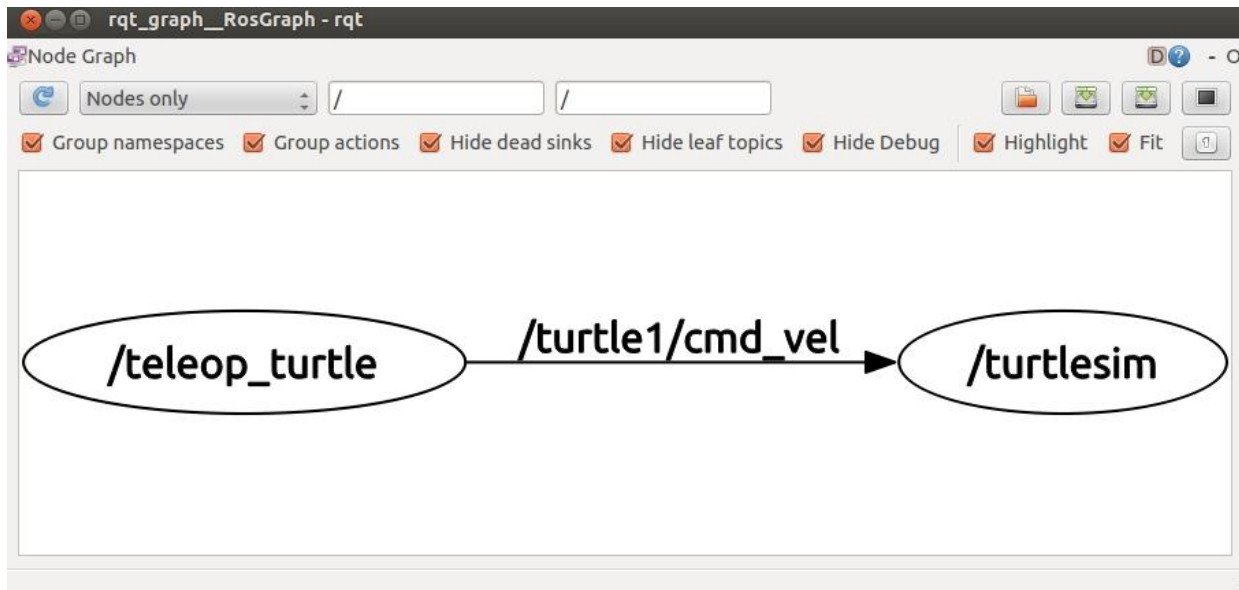 rqt_graph__RosGraph - rqt
Node Graph D ? - O
Nodes only / /
Group namespaces Group actions Hide dead sinks Hide leaf topics Hide Debug Highlight Fit
/teleop_turtle /turtle1/cmd_vel /turtlesim